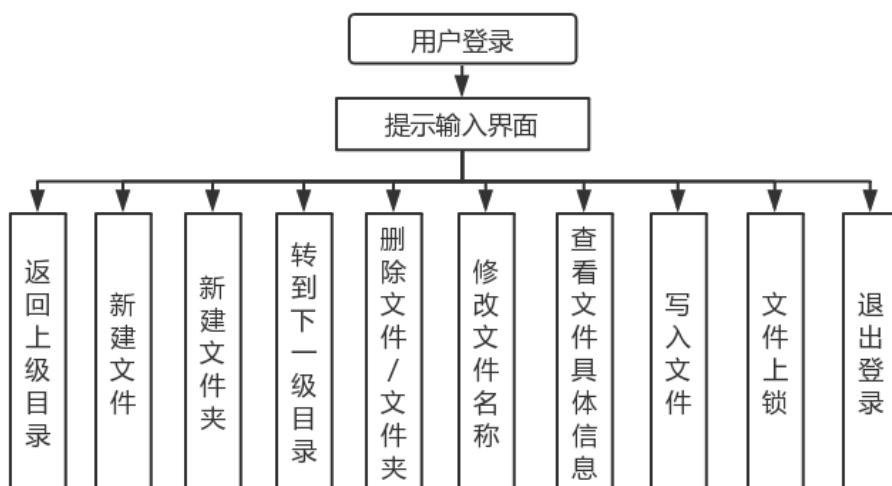 用户登录
提示输入界面
返回上级目录
新建文件
新建文件夹
转到下一级目录
删除文件/文件夹
修改文件名称
查看文件具体信息
写入文件
文件上锁
退出登录